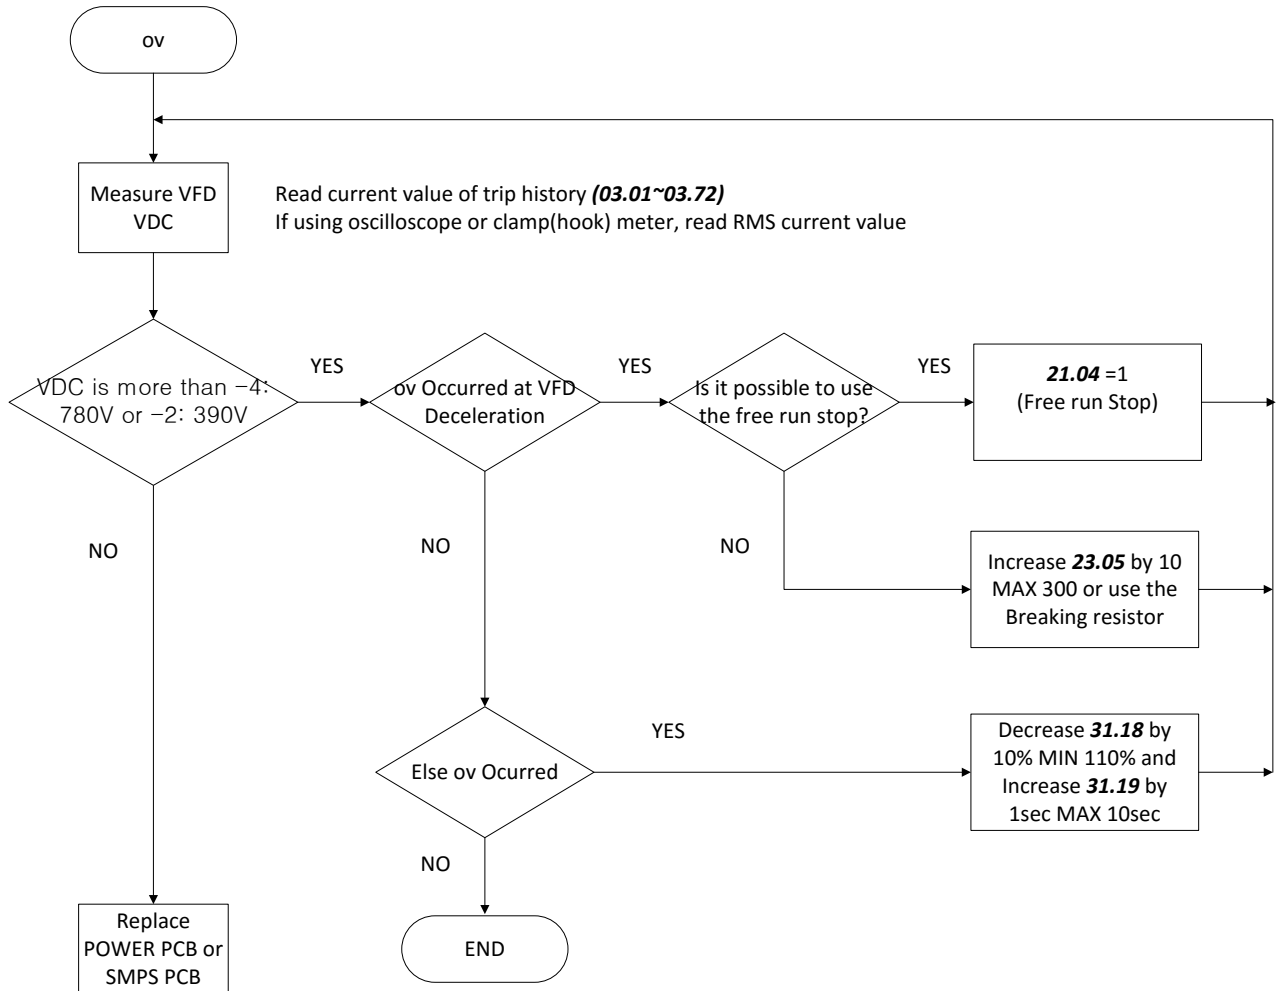 ov
Measure VFD
VDC
Read current value of trip history (03.01~03.72)
If using oscilloscope or clamp(hook) meter, read RMS current value
VDC is more than -4:
780V or -2: 390V
YES
ov Occurred at VFD
Deceleration
YES
Is it possible to use
the free run stop?
YES
21.04 =1
(Free run Stop)
NO
NO
NO
Increase 23.05 by 10
MAX 300 or use the
Breaking resistor
Else ov Ocurred
YES
Decrease 31.18 by
10% MIN 110% and
Increase 31.19 by
1sec MAX 10sec
NO
Replace
POWER PCB or
SMPS PCB
END